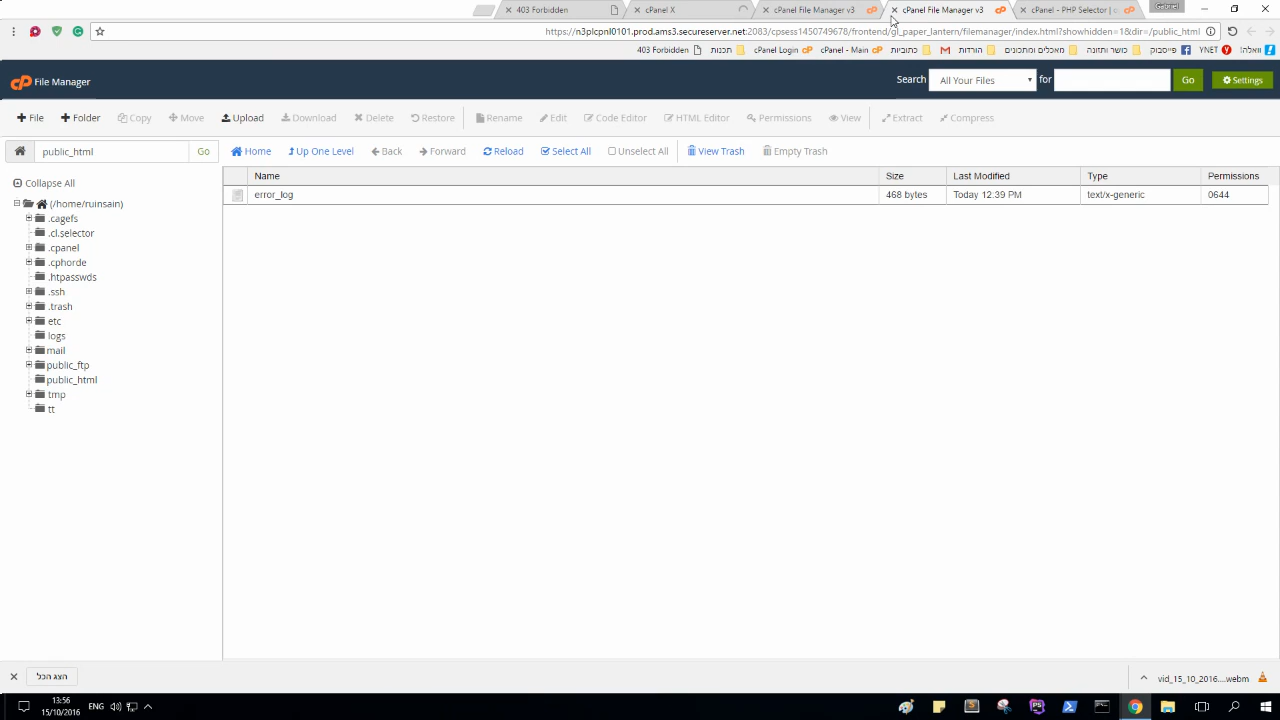 403 Forbidden
cPanel X
cPanel File Manager v3
cPanel File Manager v3
cPanel - PHP Selector | c
Gabriel
https://n3plcpnl0101.prod.ams3.secureserver.net:2083/cpsess1450749678/frontend/gl_paper_lantern/filemanager/index.html?showhidden=1&dir=/public_html
403 Forbidden תכנות cPanel Login cPanel - Main כותביות הורדות מאכלים ומתכונים כושר ותזונה פייסבוק YNET וואלה!
cP File Manager
Search All Your Files for Go Settings
File Folder Copy Move Upload Download Delete Restore Rename Edit Code Editor HTML Editor Permissions View Extract Compress
public_html Go Home Up One Level Back Forward Reload Select All Unselect All View Trash Empty Trash
Collapse All
(/home/ruinsain)
.cagefs
.cl.selector
.cpanel
.cphorde
.htpasswds
.ssh
.trash
etc
logs
mail
public_ftp
public_html
tmp
tt
Name Size Last Modified Type Permissions
error_log 468 bytes Today 12:39 PM text/x-generic 0644
הצג הכל
vid_15_10_2016....webm
13:56
15/10/2016
ENG